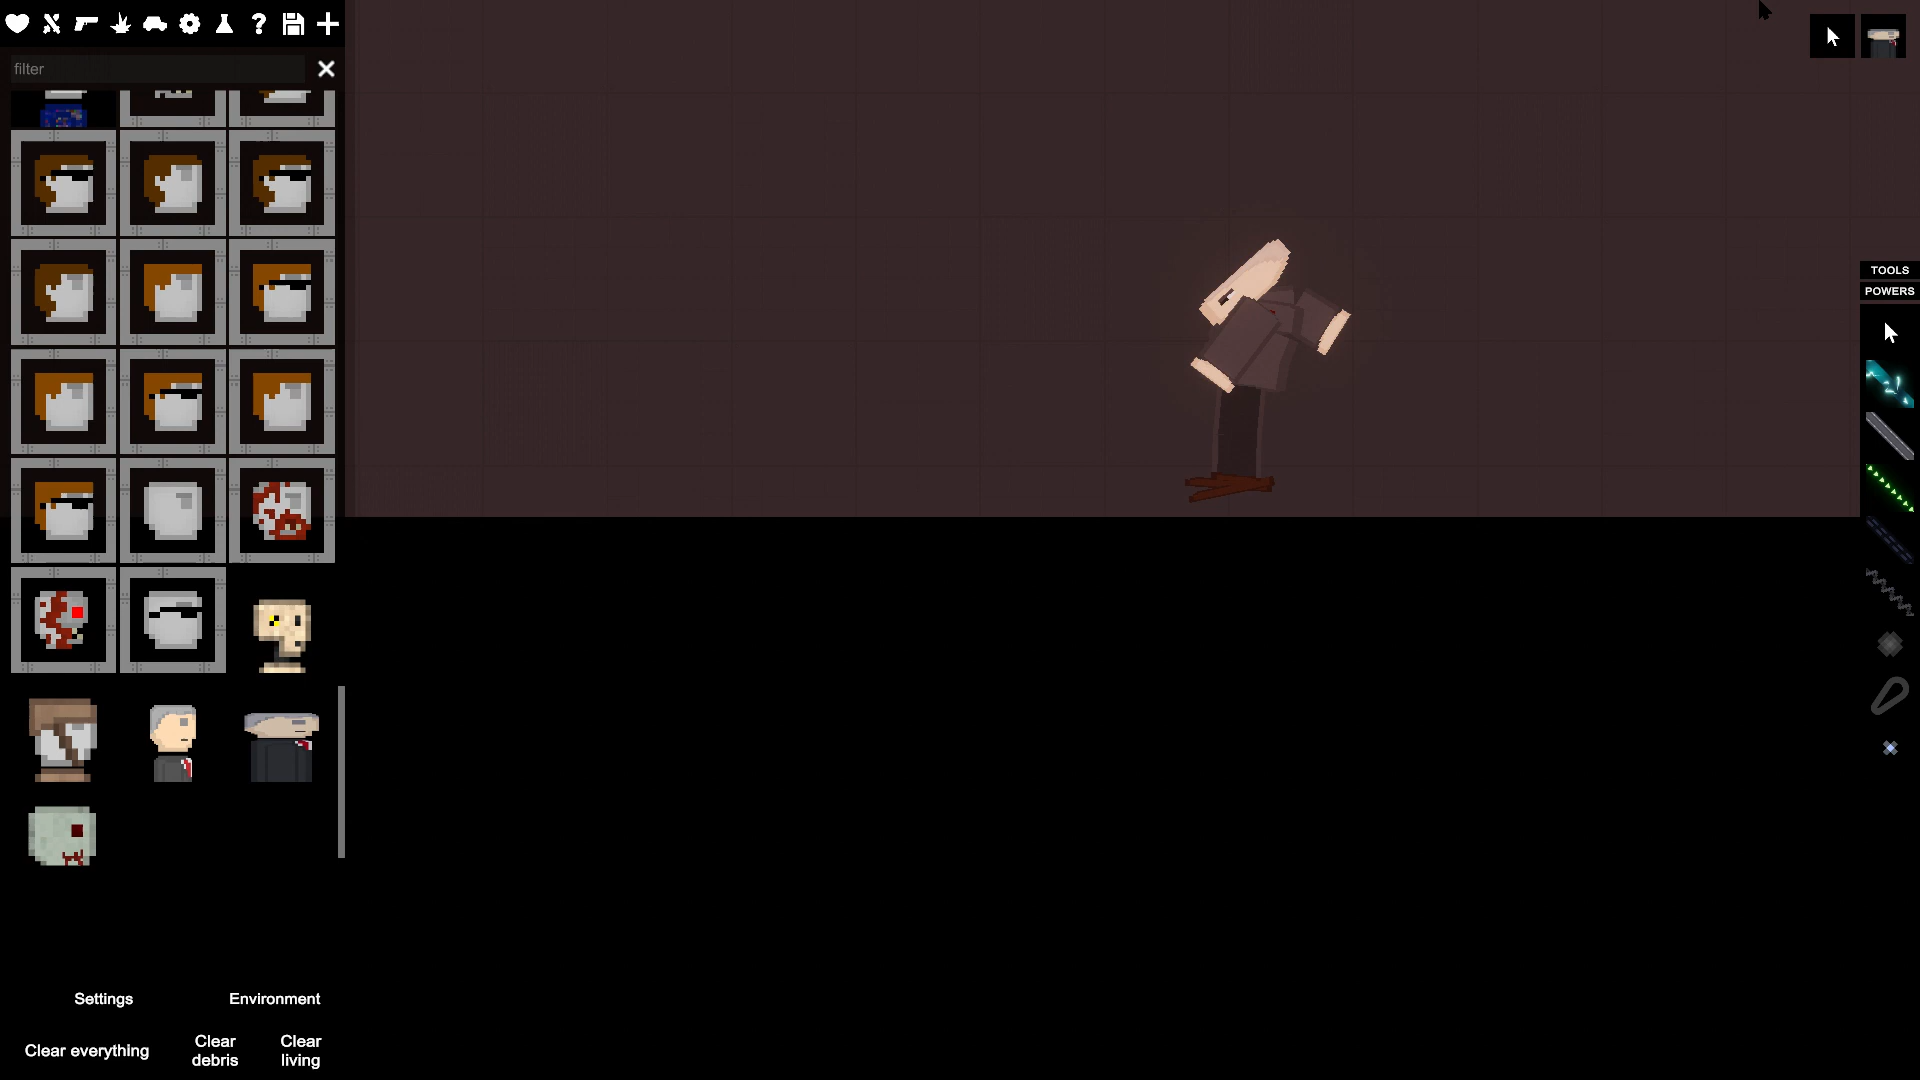 filter
TOOLS
POWERS
Settings
Environment
Clear everything
Clear
debris
Clear
living